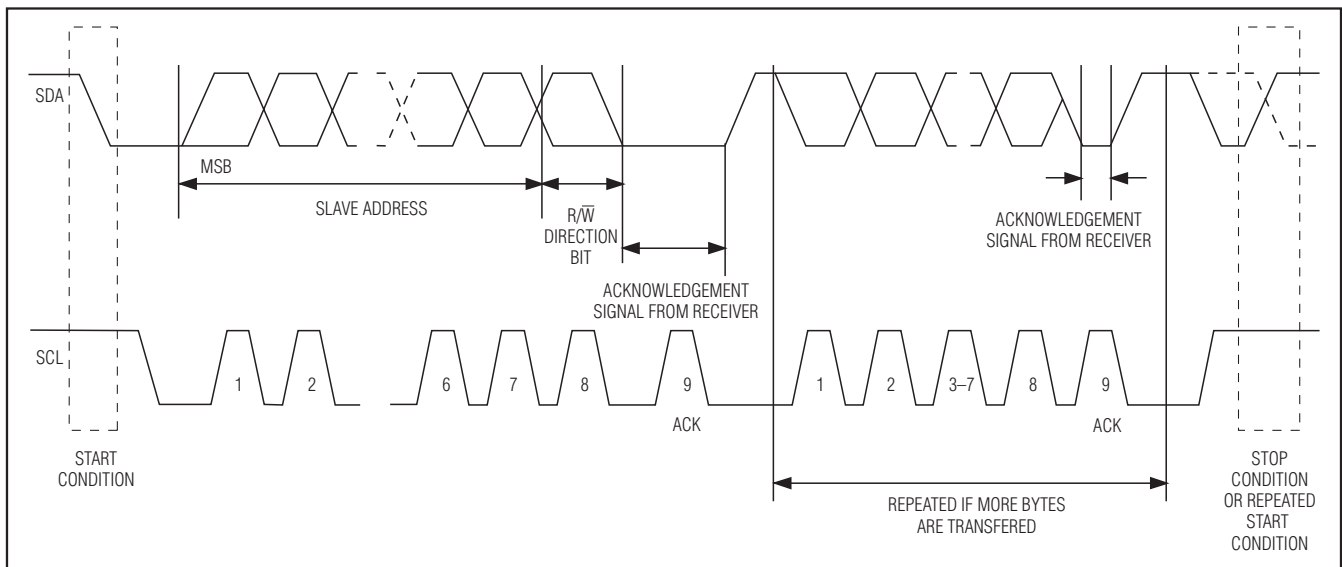 SDA
MSB
SLAVE ADDRESS
R/W̅
DIRECTION
BIT
ACKNOWLEDGEMENT
SIGNAL FROM RECEIVER
ACKNOWLEDGEMENT
SIGNAL FROM RECEIVER
SCL
1 2 6 7 8 9 1 2 3–7 8 9
ACK ACK
START
CONDITION
REPEATED IF MORE BYTES
ARE TRANSFERED
STOP
CONDITION
OR REPEATED
START
CONDITION